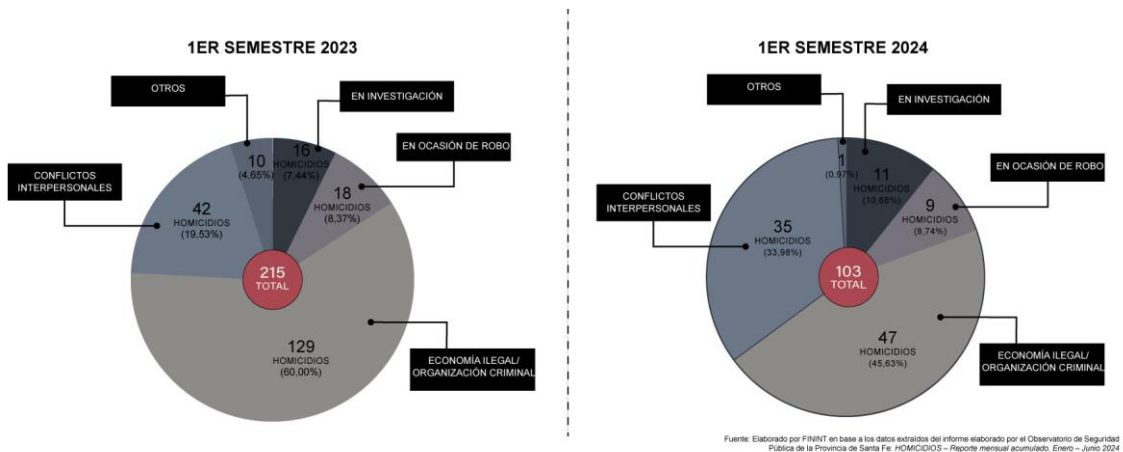 1ER SEMESTRE 2023
OTROS
EN INVESTIGACIÓN
EN OCASIÓN DE ROBO
CONFLICTOS
INTERPERSONALES
16
HOMICIDIOS
(7,44%)
10
(4,65%)
18
HOMICIDIOS
(8,37%)
42
HOMICIDIOS
(19,53%)
215
TOTAL
129
HOMICIDIOS
(60,00%)
ECONOMÍA ILEGAL/
ORGANIZACIÓN CRIMINAL
1ER SEMESTRE 2024
OTROS
EN INVESTIGACIÓN
EN OCASIÓN DE ROBO
CONFLICTOS
INTERPERSONALES
1
(0,97%)
11
HOMICIDIOS
(10,68%)
9
HOMICIDIOS
(8,74%)
35
HOMICIDIOS
(33,98%)
103
TOTAL
47
HOMICIDIOS
(45,63%)
ECONOMÍA ILEGAL/
ORGANIZACIÓN CRIMINAL
Fuente: Elaborado por FININT en base a los datos extraídos del informe elaborado por el Observatorio de Seguridad
Pública de la Provincia de Santa Fe: HOMICIDIOS – Reporte mensual acumulado. Enero – Junio 2024